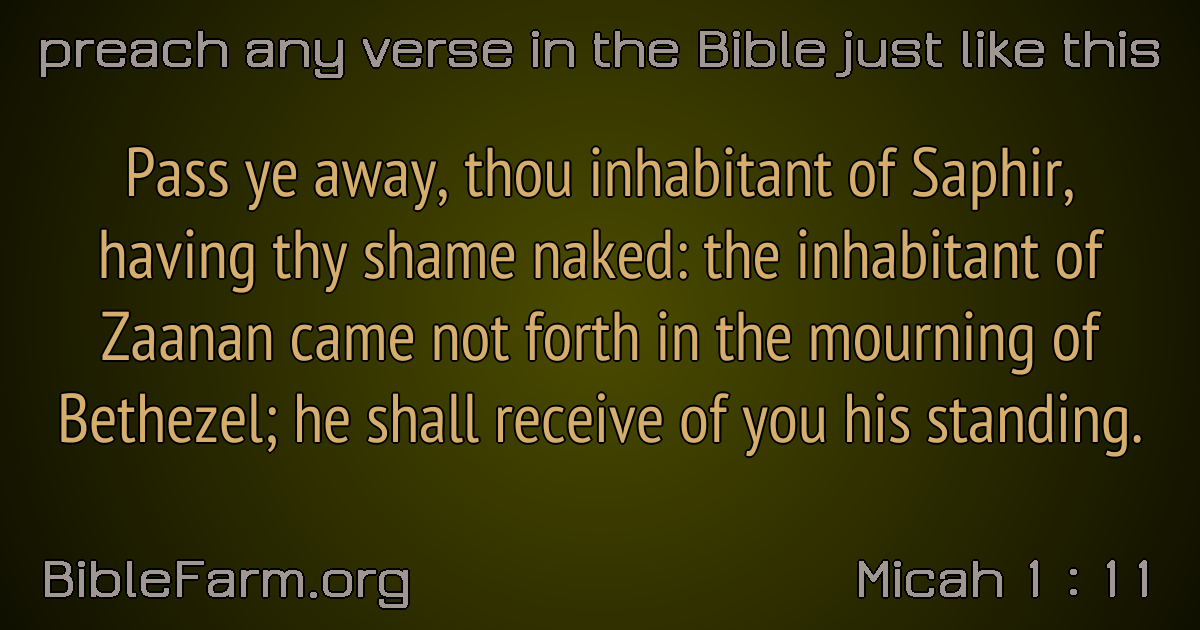 preach any verse in the Bible just like this
Pass ye away, thou inhabitant of Saphir,
having thy shame naked: the inhabitant of
Zaanan came not forth in the mourning of
Bethezel; he shall receive of you his standing.
BibleFarm.org
Micah 1 : 11